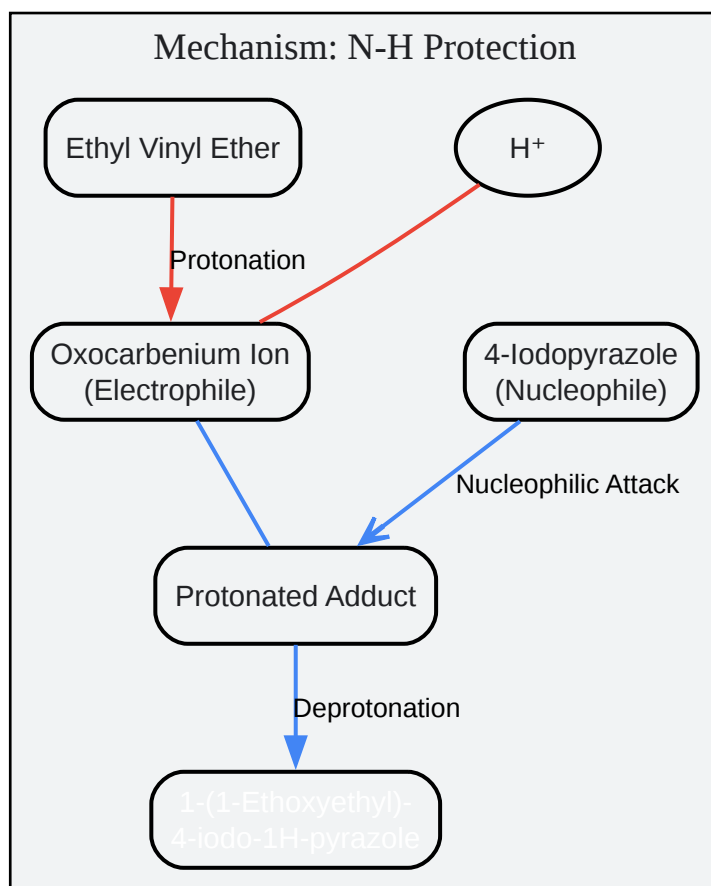 Mechanism: N-H Protection
Ethyl Vinyl Ether
H⁺
Protonation
Oxocarbenium Ion
(Electrophile)
4-Iodopyrazole
(Nucleophile)
Nucleophilic Attack
Protonated Adduct
Deprotonation
1-(1-Ethoxyethyl)-
4-iodo-1H-pyrazole